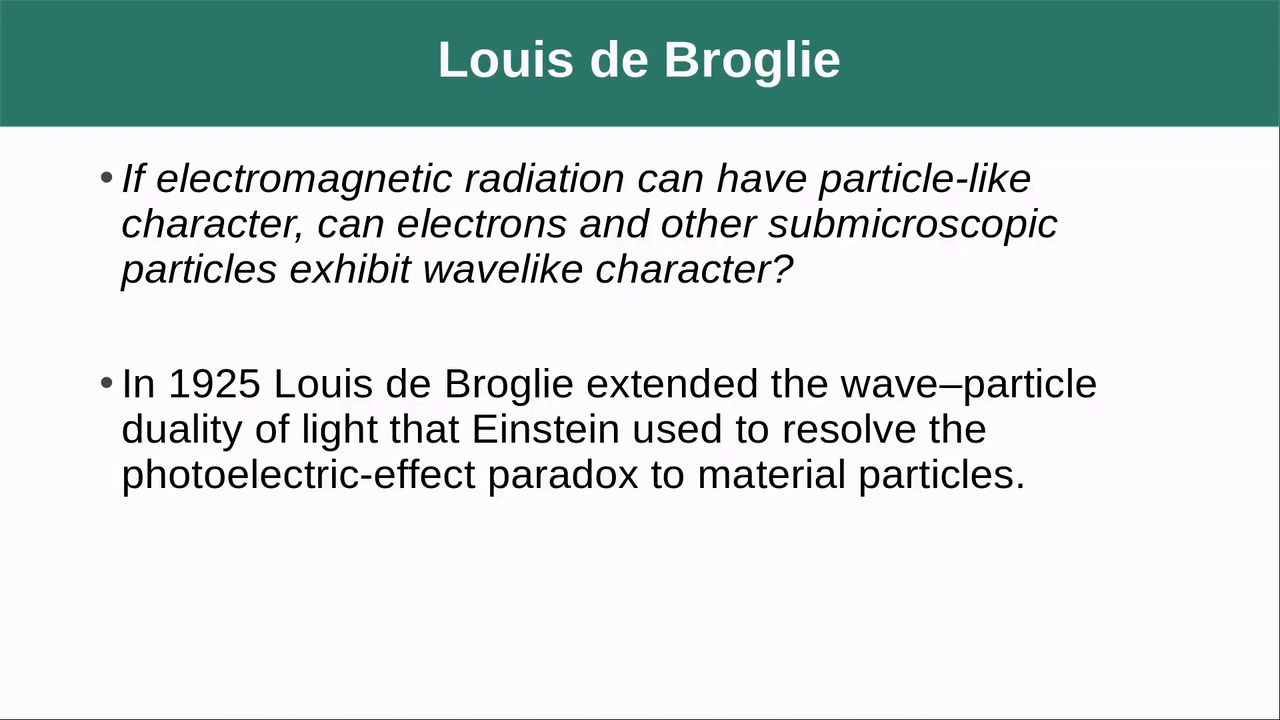 Louis de Broglie
• If electromagnetic radiation can have particle-like
character, can electrons and other submicroscopic
particles exhibit wavelike character?
• In 1925 Louis de Broglie extended the wave–particle
duality of light that Einstein used to resolve the
photoelectric-effect paradox to material particles.